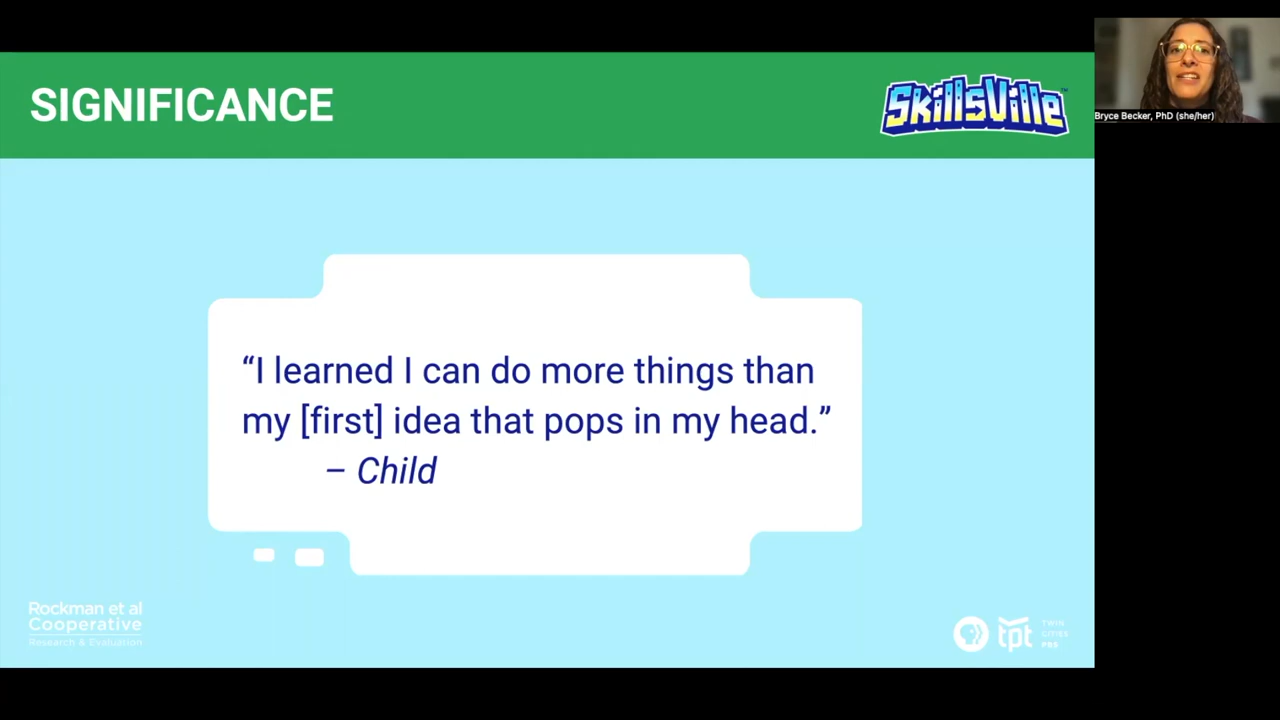 SIGNIFICANCE
SkillsVille
Bryce Becker, PhD (she/her)
“I learned I can do more things than
my [first] idea that pops in my head.”
– Child
Rockman et al
Cooperative
Research & Evaluation
tpt
TWIN
CITIES
PBS